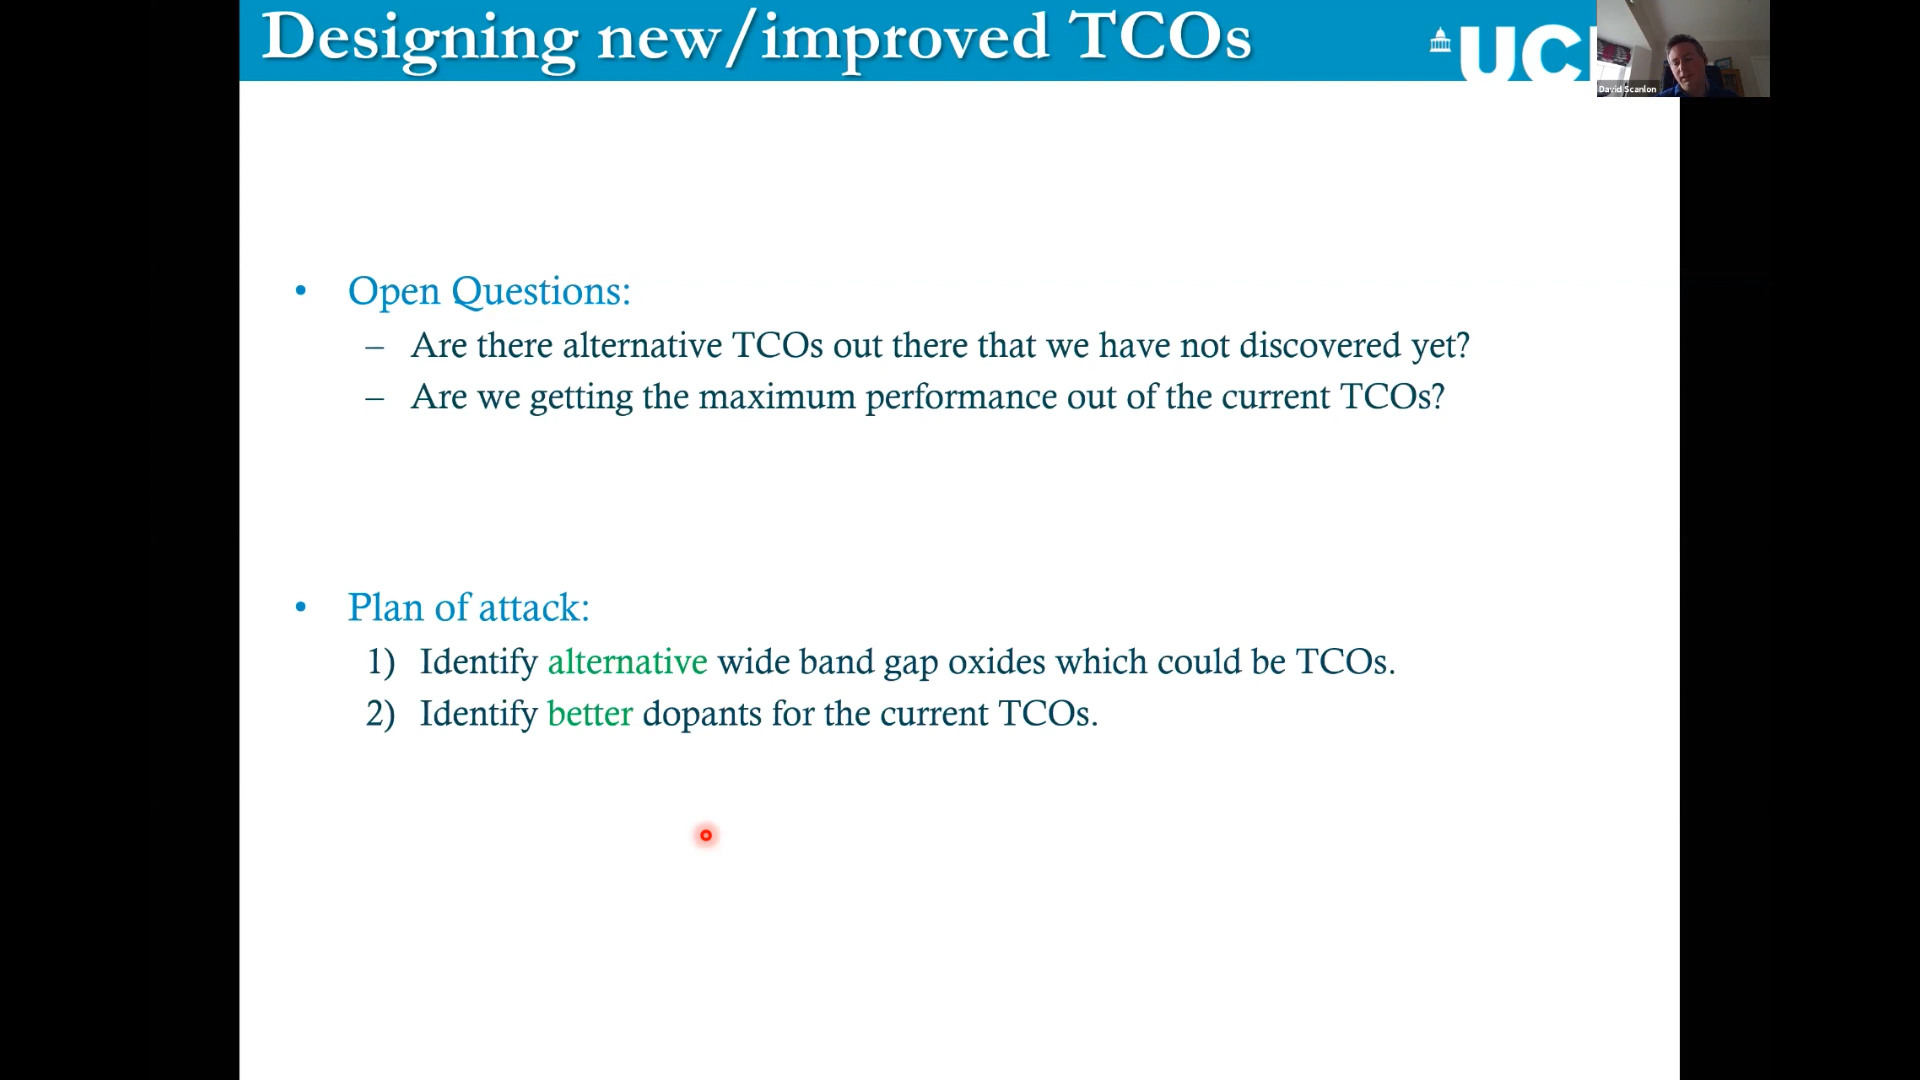 Designing new/improved TCOs
UC
David Scanlon
• Open Questions:
– Are there alternative TCOs out there that we have not discovered yet?
– Are we getting the maximum performance out of the current TCOs?
• Plan of attack:
1) Identify alternative wide band gap oxides which could be TCOs.
2) Identify better dopants for the current TCOs.